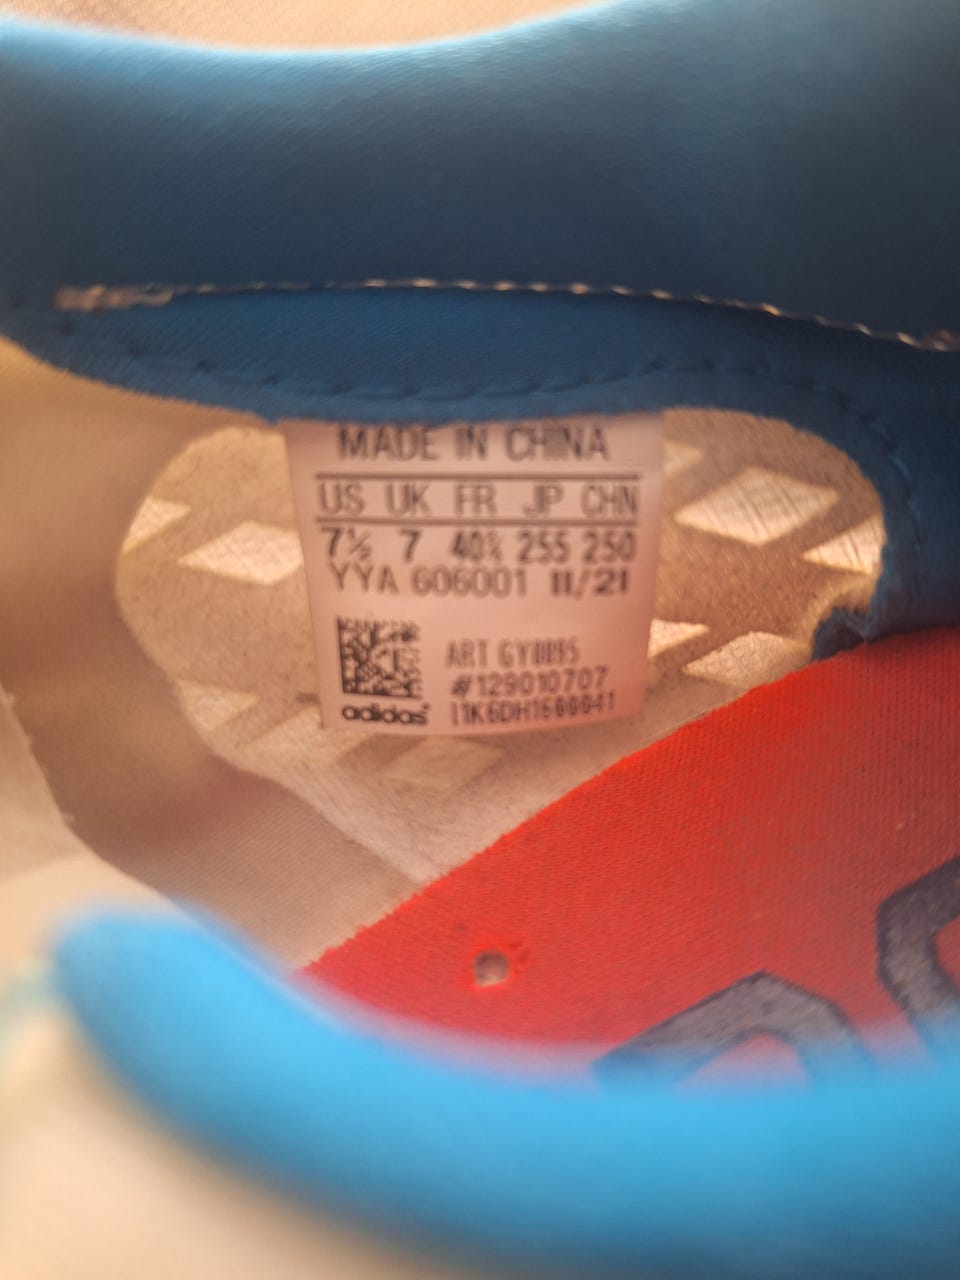 MADE IN CHINA
US UK FR JP CHN
7½ 7 40⅔ 255 250
YYA 606001 11/21
ART GY0095
#129010707
adidas